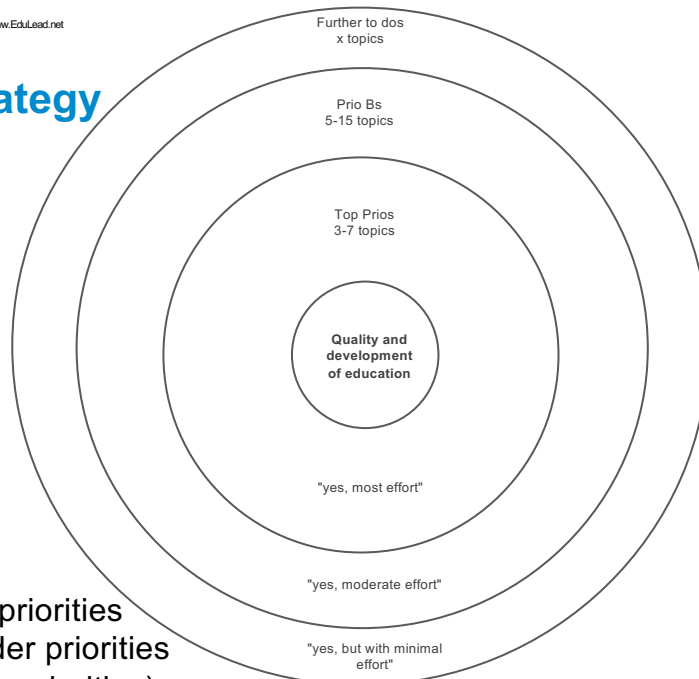 w.EduLead.net
Further to dos
x topics
ategy
Prio Bs
5-15 topics
Top Prios
3-7 topics
Quality and
development
of education
"yes, most effort"
"yes, moderate effort"
priorities
der priorities
"yes, but with minimal
effort"